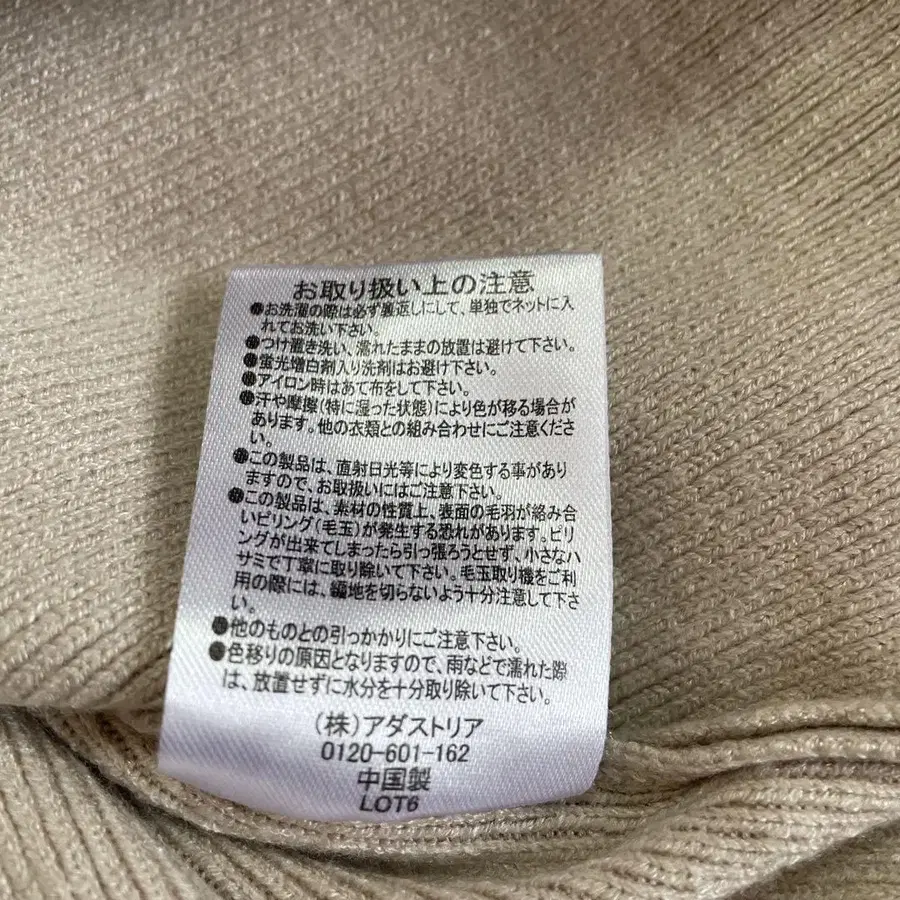 お取り扱い上の注意
●お洗濯の際は必ず裏返しにして、単独でネットに入
れてお洗い下さい。
●つけ置き洗い、濡れたままの放置は避けて下さい。
●蛍光増白剤入り洗剤はお避け下さい。
●アイロン時はあて布をして下さい。
●汗や摩擦(特に湿った状態)により色が移る場合が
あります。他の衣類との組み合わせにご注意くださ
い。
●この製品は、直射日光等により変色する事があり
ますので、お取扱いにはご注意下さい。
●この製品は、素材の性質上、表面の毛羽が絡み合
いピリング(毛玉)が発生する恐れがあります。ピリ
ングが出来てしまったら引っ張ろうとせず、小さなハ
サミで丁寧に取り除いて下さい。毛玉取り機をご利
用の際には、編地を切らないよう十分注意して下さ
い。
●他のものとの引っかかりにご注意下さい。
●色移りの原因となりますので、雨などで濡れた際
は、放置せずに水分を十分取り除いて下さい。
(株)アダストリア
0120-601-162
中国製
LOT6